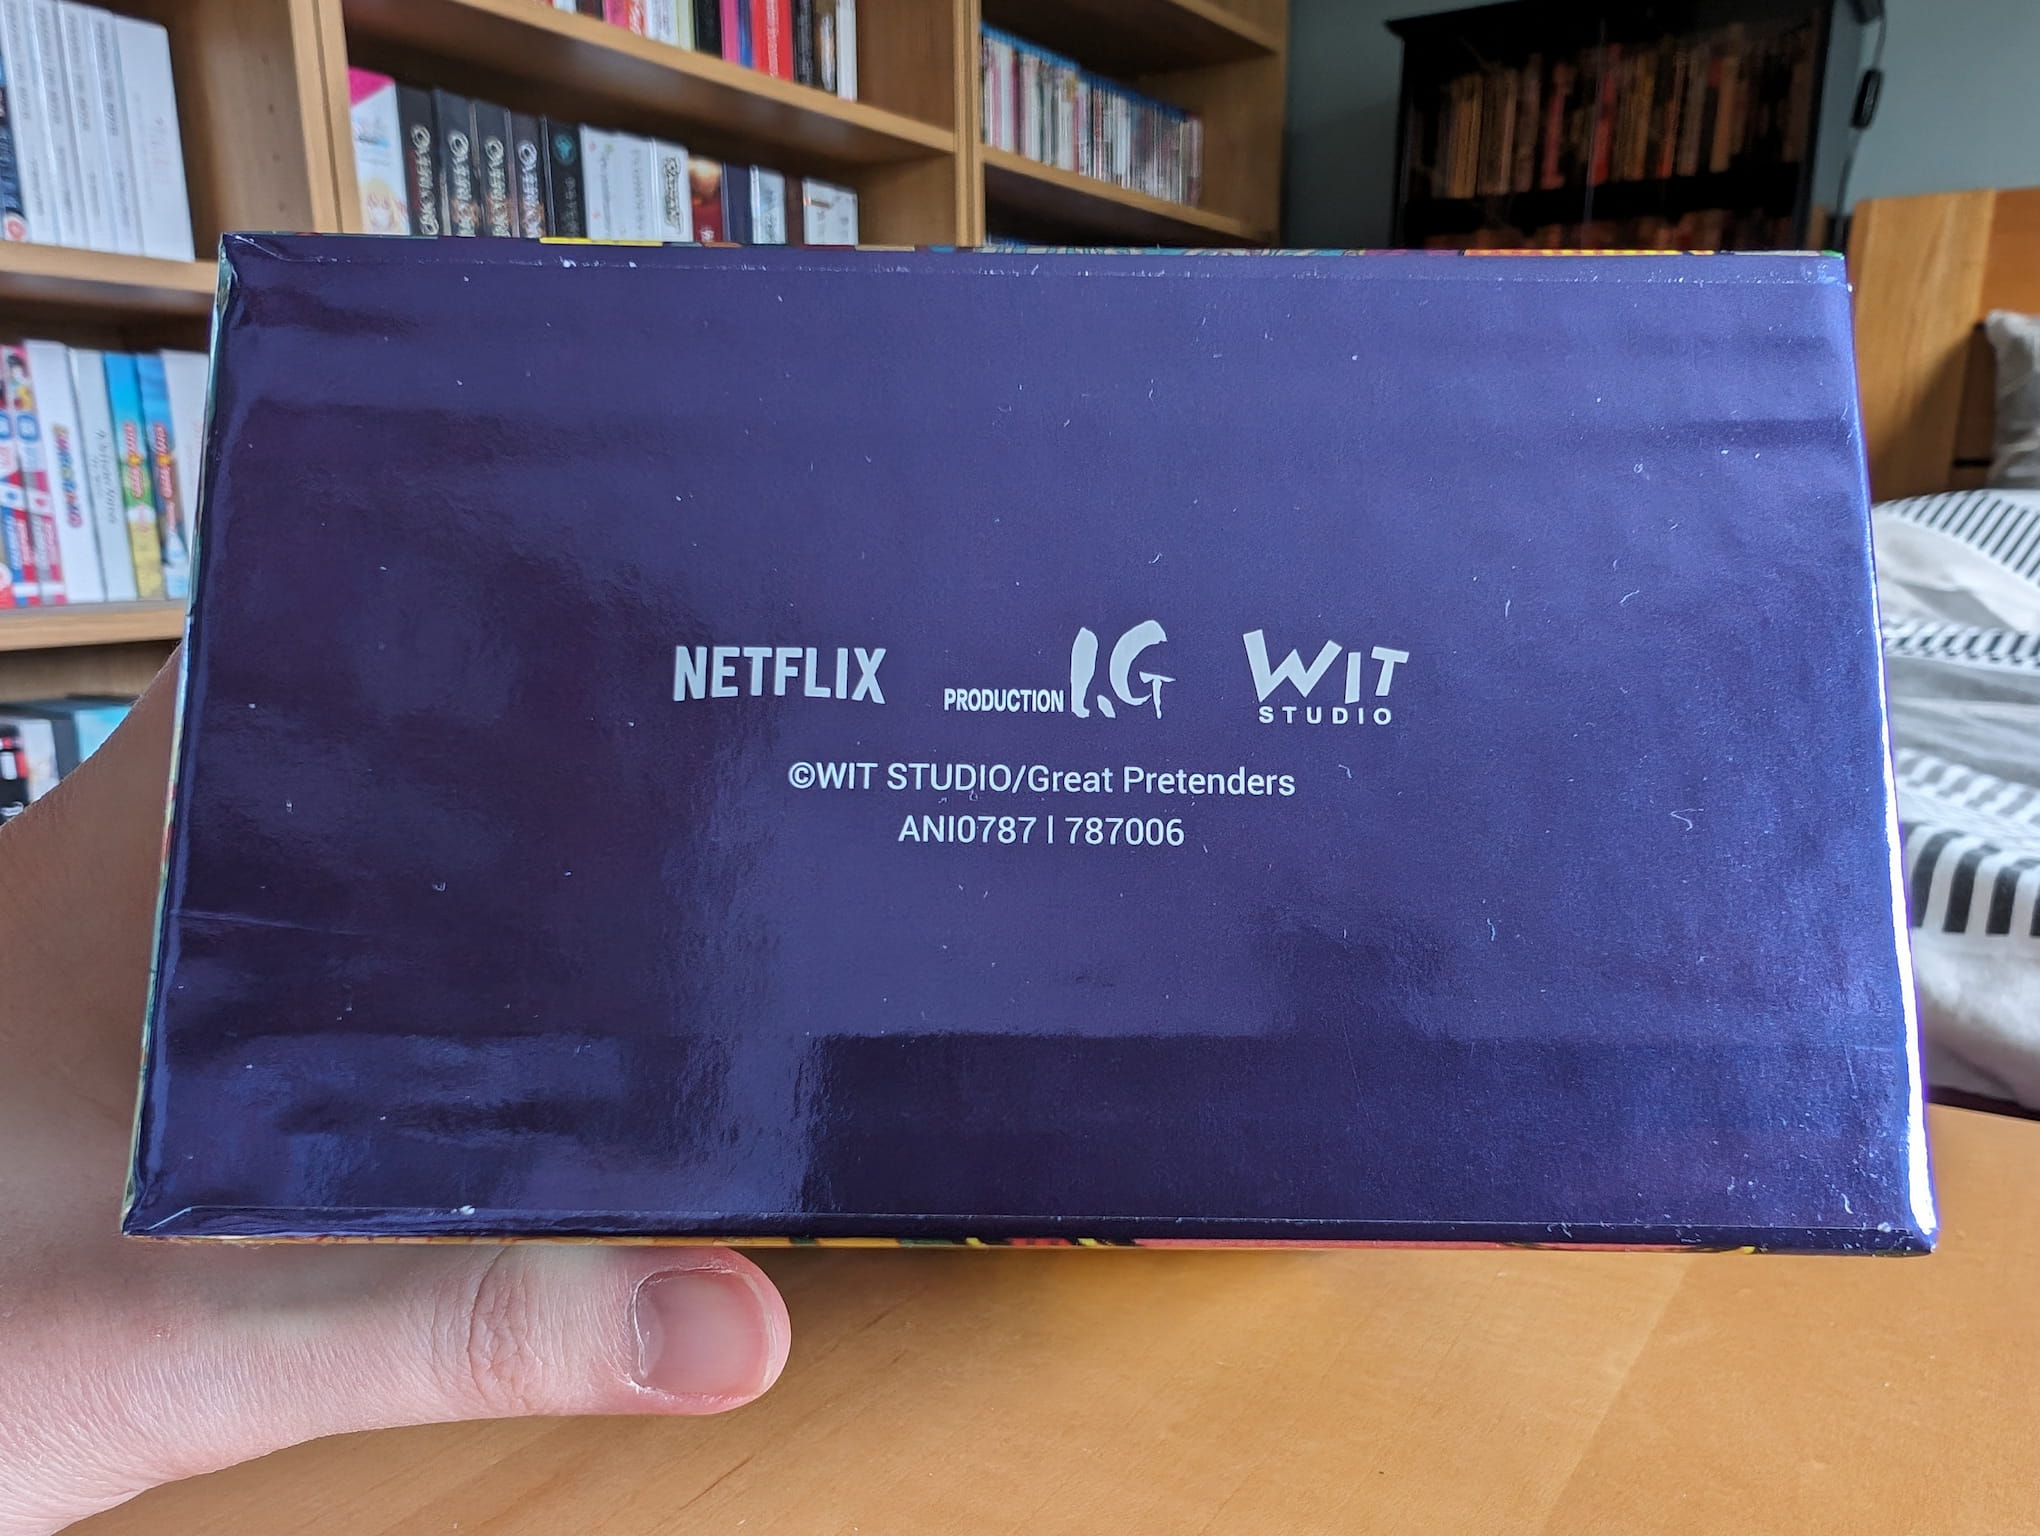 NETFLIX
PRODUCTION I.G
WIT
STUDIO
©WIT STUDIO/Great Pretenders
ANI0787 | 787006